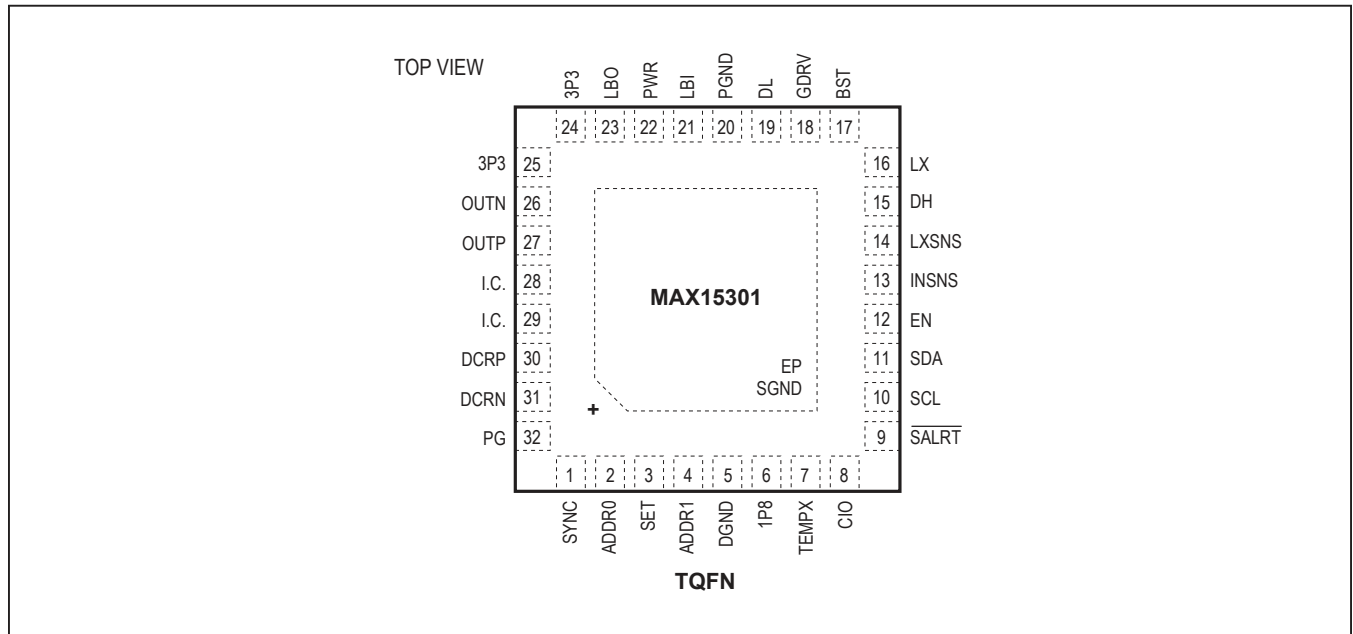 TOP VIEW
3P3 LBO PWR LBI PGND DL GDRV BST
24 23 22 21 20 19 18 17
3P3 25 16 LX
OUTN 26 15 DH
OUTP 27 14 LXSNS
I.C. 28 13 INSNS
MAX15301
I.C. 29 12 EN
DCRP 30 11 SDA
EP
SGND
DCRN 31 10 SCL
+
PG 32 9 SALRT
1 2 3 4 5 6 7 8
SYNC ADDR0 SET ADDR1 DGND 1P8 TEMPX CIO
TQFN